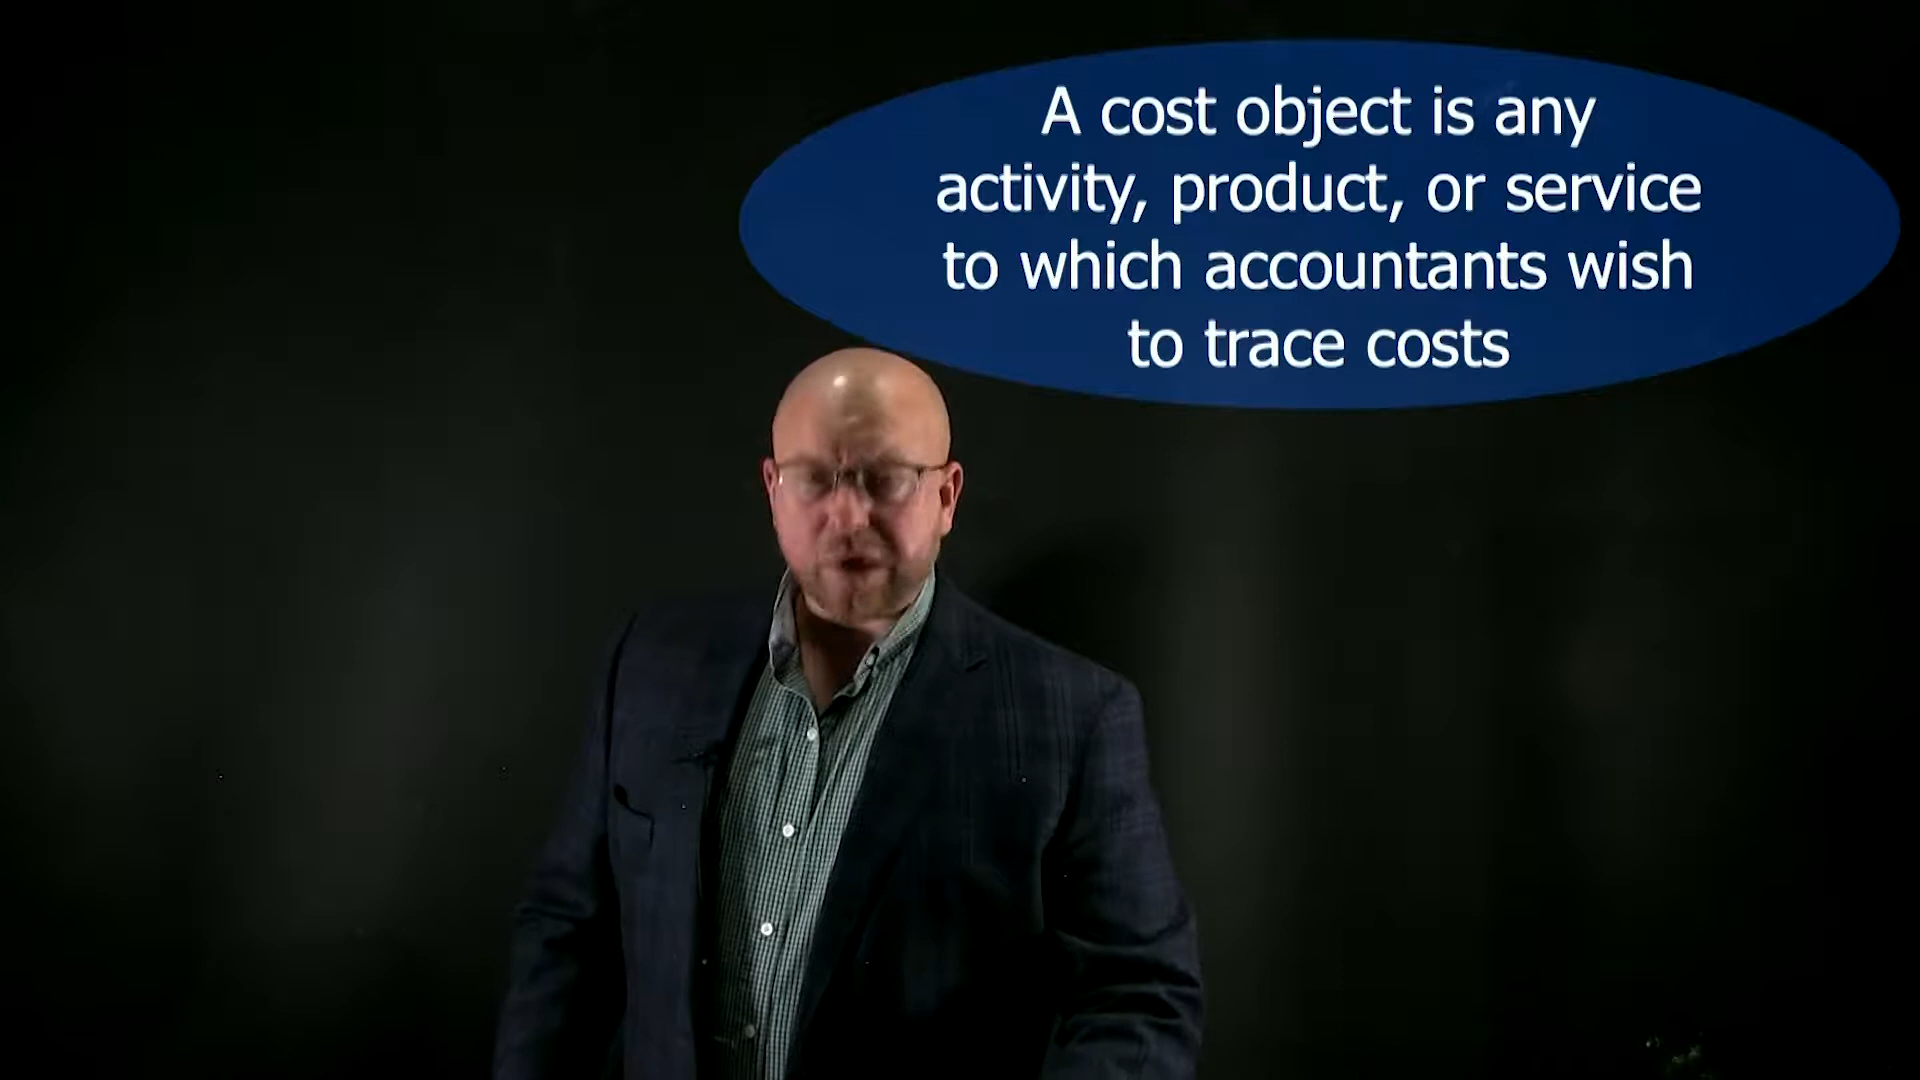 A cost object is any
activity, product, or service
to which accountants wish
to trace costs